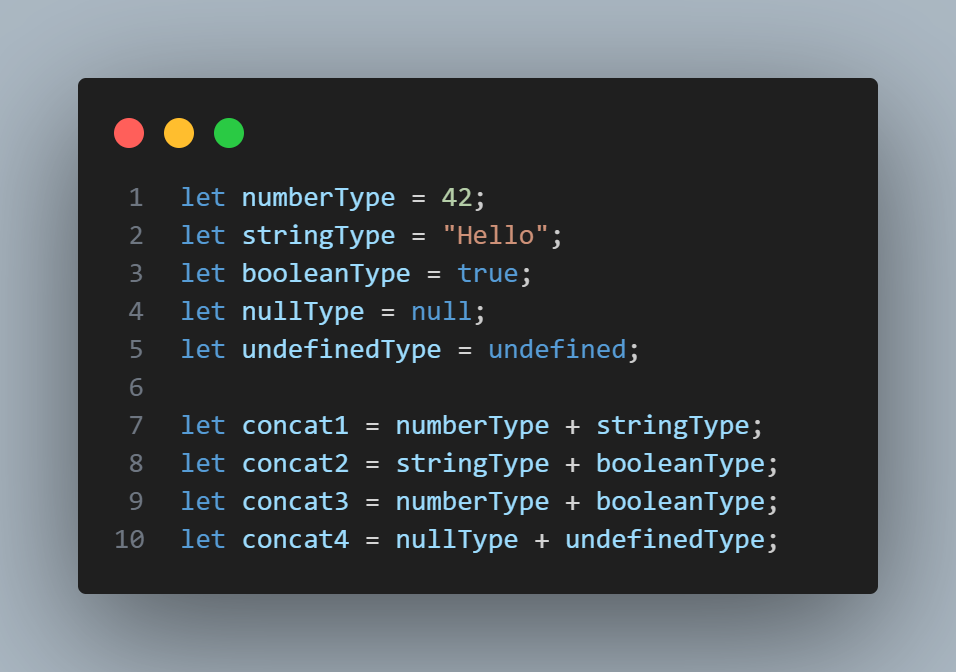 1 let numberType = 42;
2 let stringType = "Hello";
3 let booleanType = true;
4 let nullType = null;
5 let undefinedType = undefined;
6
7 let concat1 = numberType + stringType;
8 let concat2 = stringType + booleanType;
9 let concat3 = numberType + booleanType;
10 let concat4 = nullType + undefinedType;